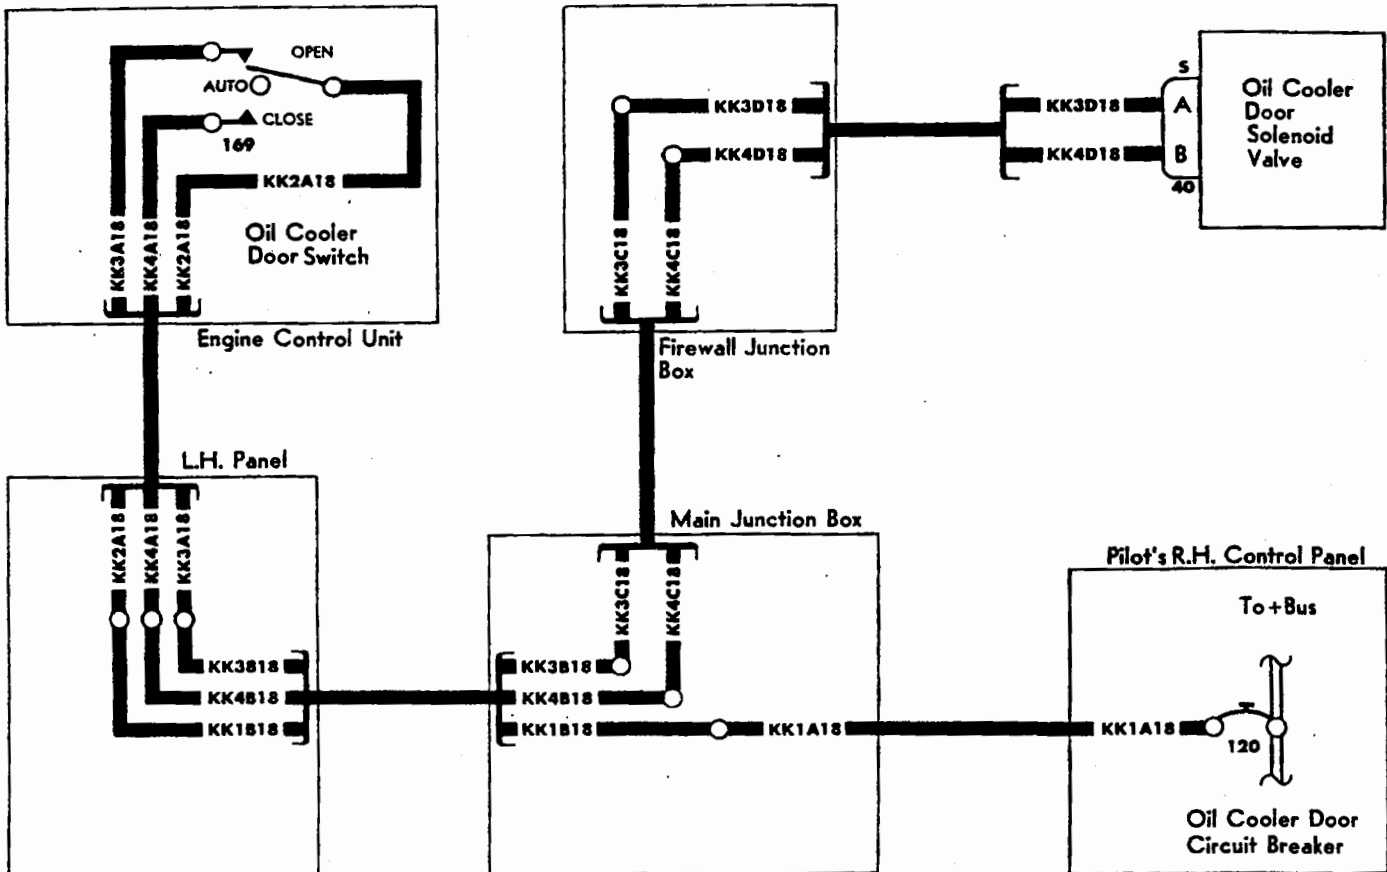 OPEN
AUTO
CLOSE
169
KK2A18
KK3A18
KK4A18
KK2A18
Oil Cooler
Door Switch
Engine Control Unit
KK3D18
KK4D18
KK3C18
KK4C18
Firewall Junction
Box
KK3D18
KK4D18
S
A
B
40
Oil Cooler
Door
Solenoid
Valve
L.H. Panel
KK2A18
KK4A18
KK3A18
KK3B18
KK4B18
KK1B18
Main Junction Box
KK3C18
KK4C18
KK3B18
KK4B18
KK1B18
KK1A18
Pilot's R.H. Control Panel
To +Bus
KK1A18
120
Oil Cooler Door
Circuit Breaker